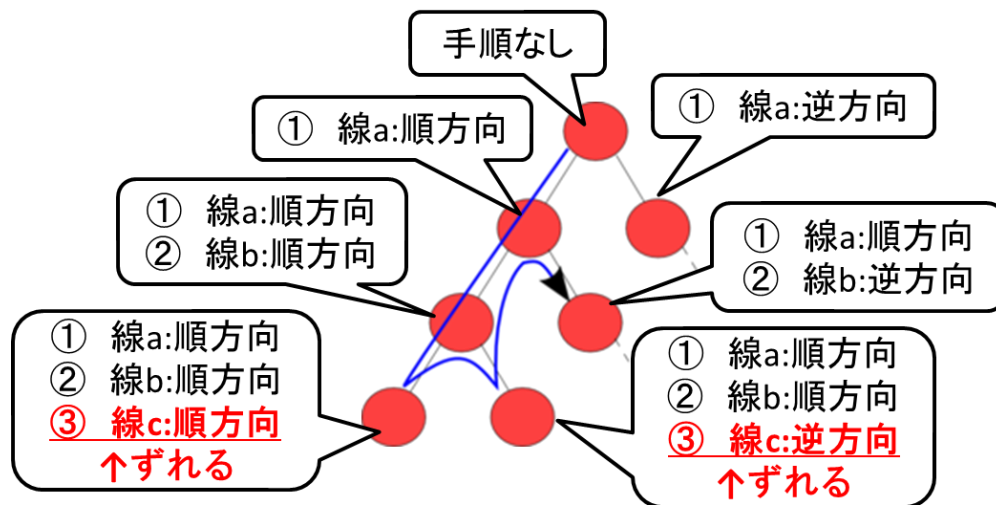 手順なし
① 線a:順方向
① 線a:逆方向
① 線a:順方向
② 線b:順方向
① 線a:順方向
② 線b:逆方向
① 線a:順方向
② 線b:順方向
③ 線c:順方向
↑ずれる
① 線a:順方向
② 線b:順方向
③ 線c:逆方向
↑ずれる